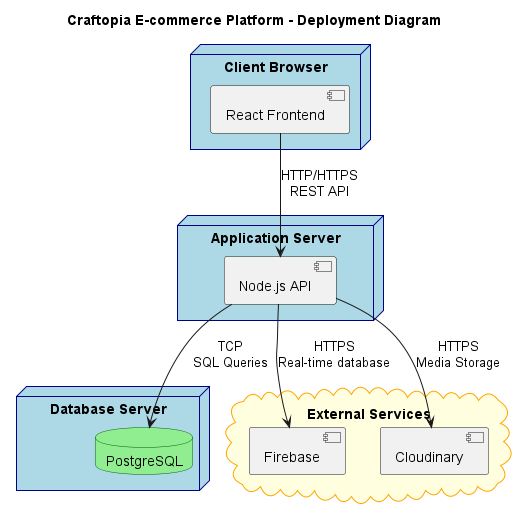 Craftopia E-commerce Platform - Deployment Diagram
Client Browser
React Frontend
HTTP/HTTPS
REST API
Application Server
Node.js API
TCP
SQL Queries
HTTPS
Real-time database
HTTPS
Media Storage
Database Server
PostgreSQL
External Services
Firebase
Cloudinary